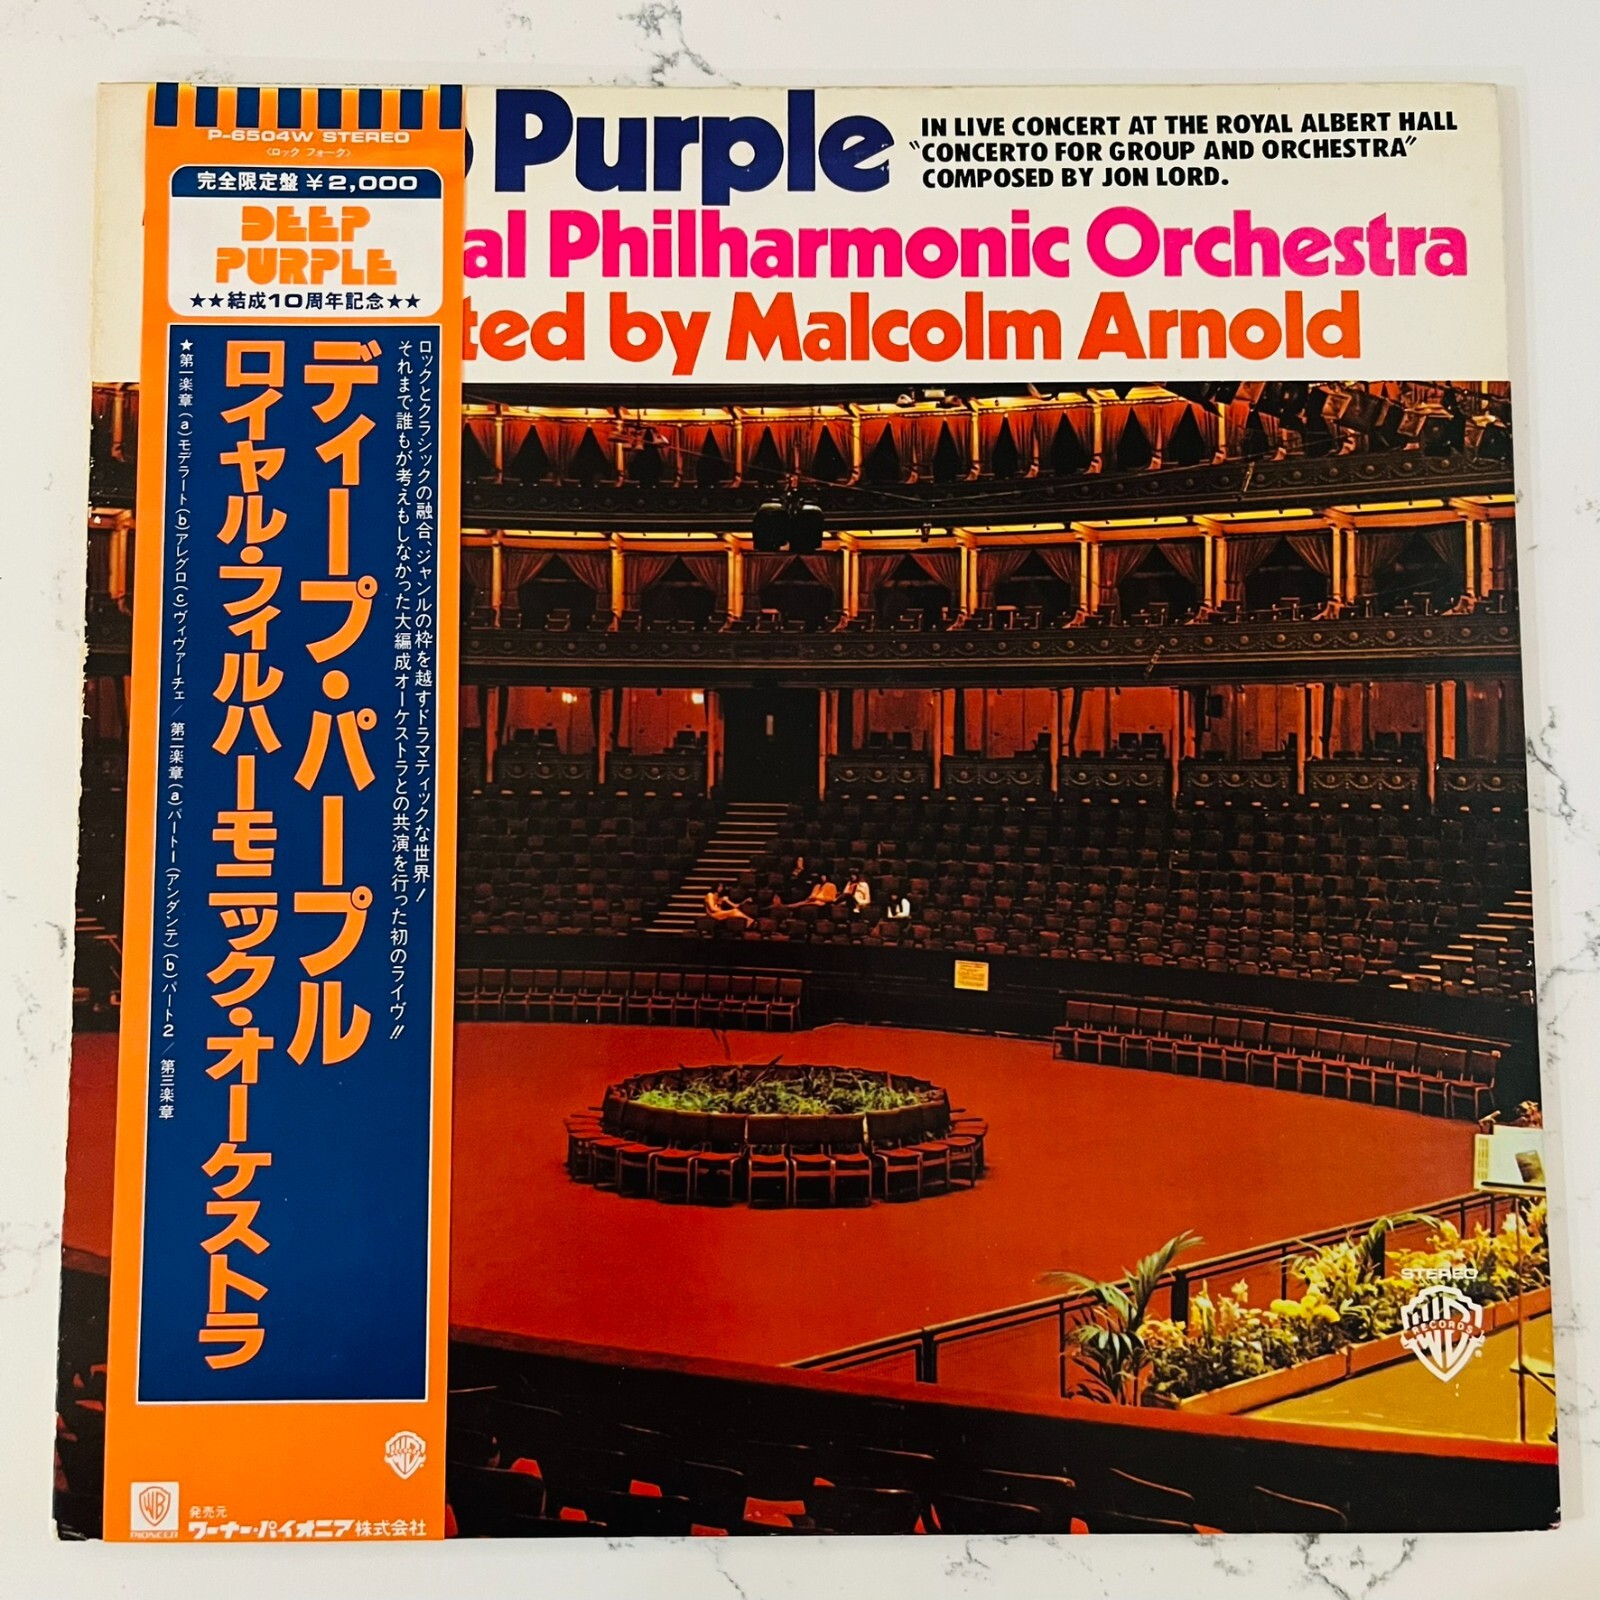 P-6504W STEREO
〈ロック フォーク〉
完全限定盤 ¥2,000
DEEP
PURPLE
★★結成10周年記念★★
ロックとクラシックの融合、ジャンルの枠を越すドラマティックな世界!
それまで誰もが考えもしなかった大編成オーケストラとの共演を行った初のライヴ!!
ディープ・パープル
ロイヤル・フィルハーモニック・オーケストラ
★第一楽章(a)モデラート(b)アレグロ(c)ヴィヴァーチェ/第二楽章(a)パート1(アンダンテ)(b)パート2/第三楽章
WB
PIONEER
発売元
ワーナー・パイオニア株式会社
W RECORDS
p Purple
IN LIVE CONCERT AT THE ROYAL ALBERT HALL
"CONCERTO FOR GROUP AND ORCHESTRA"
COMPOSED BY JON LORD.
al Philharmonic Orchestra
ted by Malcolm Arnold
STEREO
W RECORDS